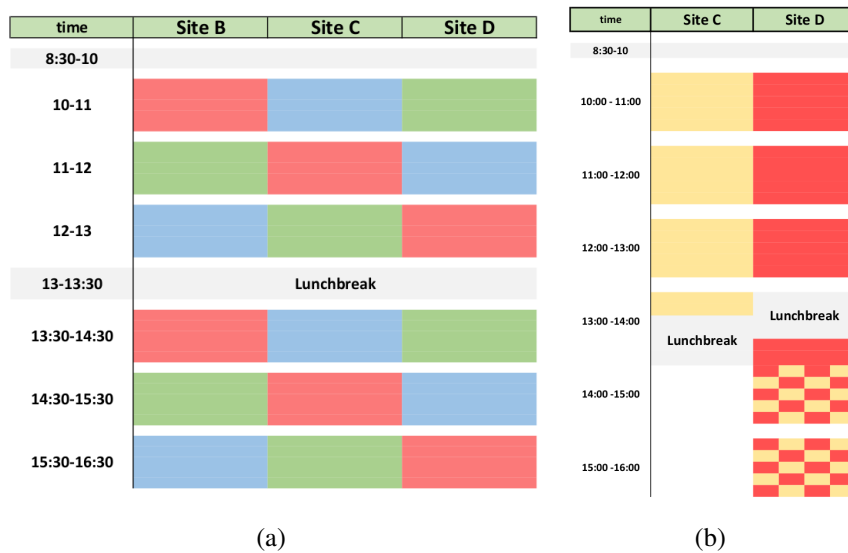 time Site B Site C Site D
8:30-10
10-11
11-12
12-13
13-13:30 Lunchbreak
13:30-14:30
14:30-15:30
15:30-16:30
(a)
time Site C Site D
8:30-10
10:00 - 11:00
11:00 -12:00
12:00 -13:00
13:00 -14:00
Lunchbreak
Lunchbreak
14:00 -15:00
15:00 -16:00
(b)